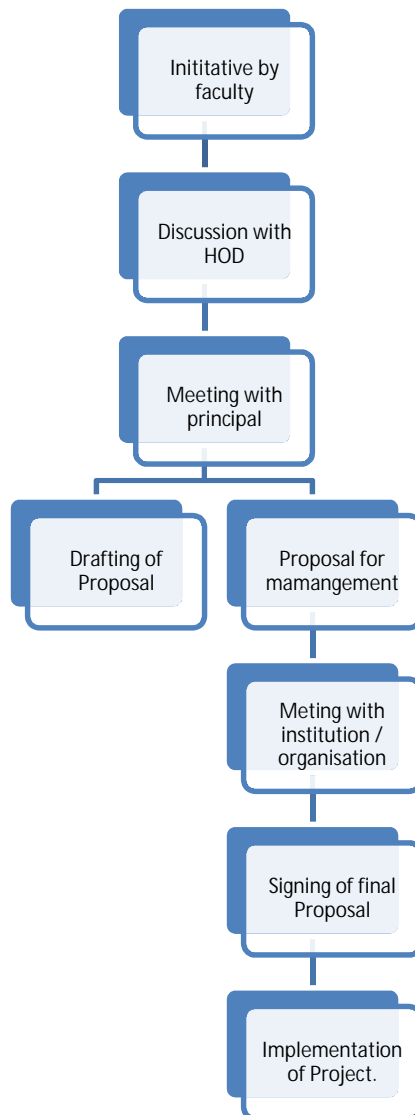 Inititative by
faculty
Discussion with
HOD
Meeting with
principal
Drafting of
Proposal
Proposal for
mamangement
Meting with
institution /
organisation
Signing of final
Proposal
Implementation
of Project.